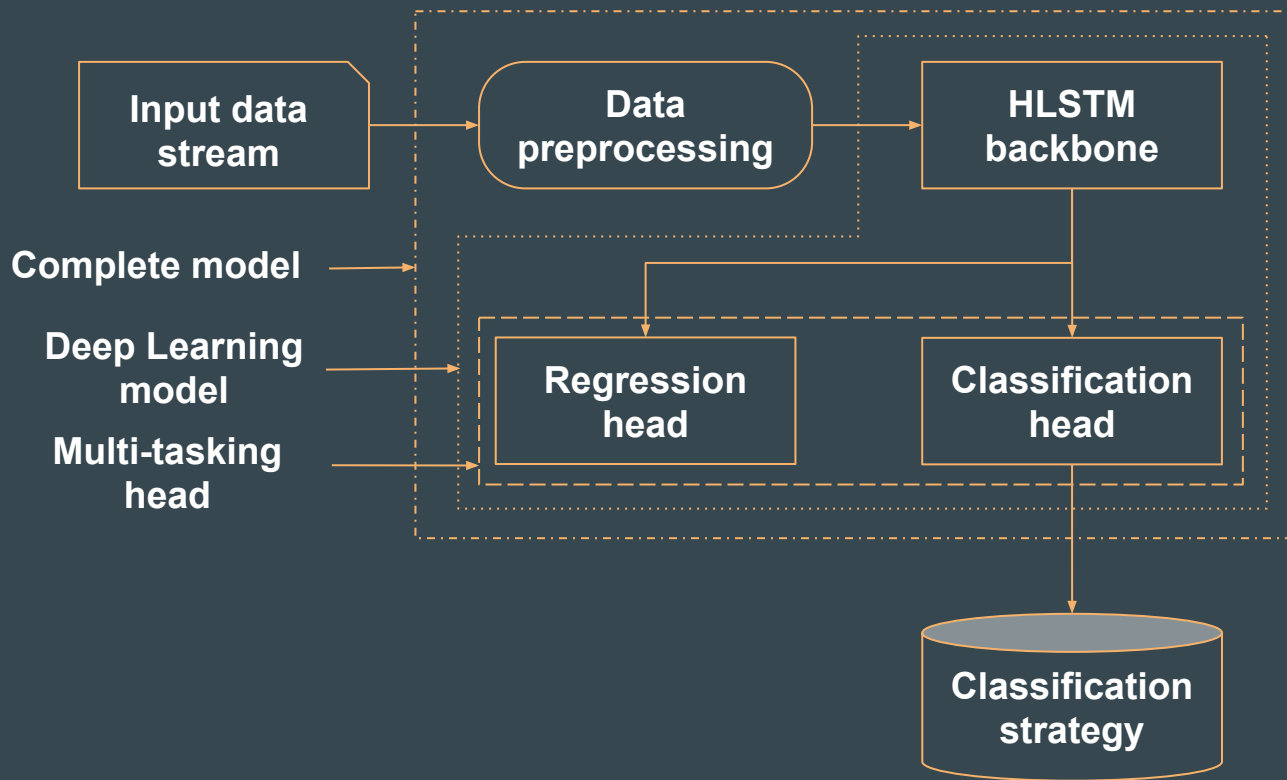 Input data
stream
Data
preprocessing
HLSTM
backbone
Complete model
Deep Learning
model
Multi-tasking
head
Regression
head
Classification
head
Classification
strategy